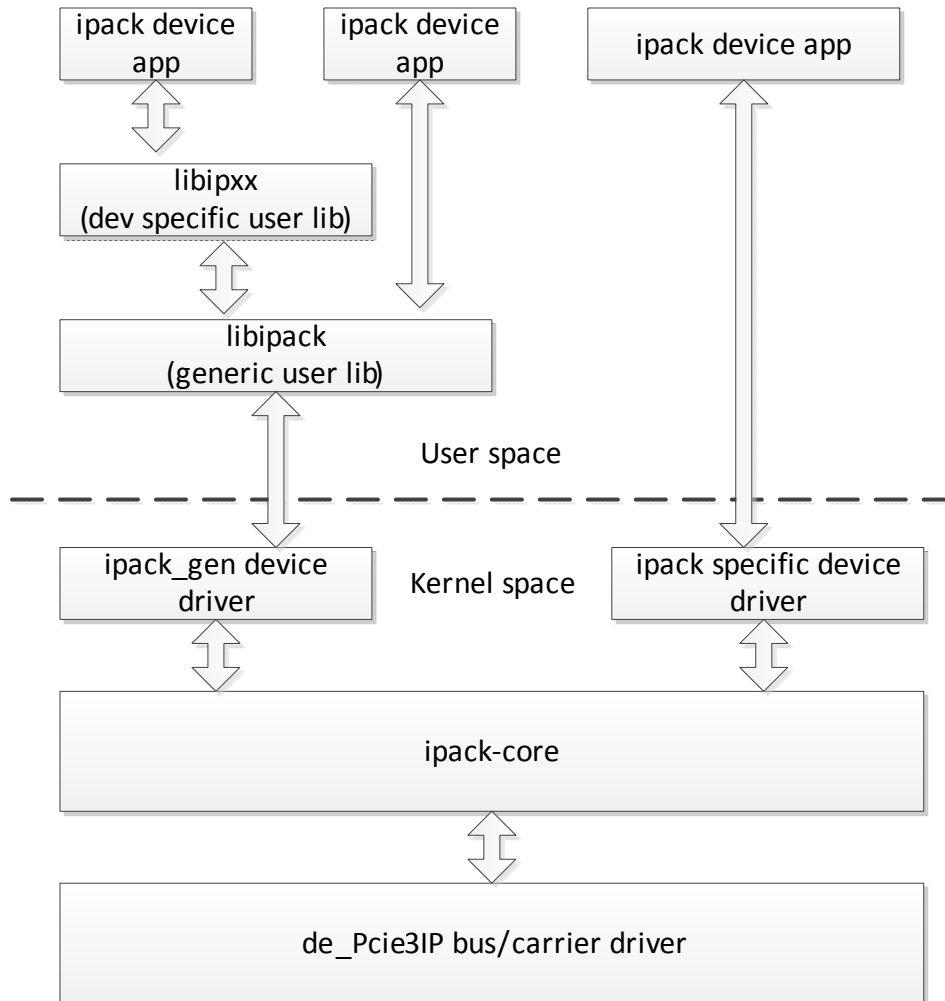 ipack device
app
ipack device
app
ipack device app
libipxx
(dev specific user lib)
libipack
(generic user lib)
User space
ipack_gen device
driver
Kernel space
ipack specific device
driver
ipack-core
de_Pcie3IP bus/carrier driver